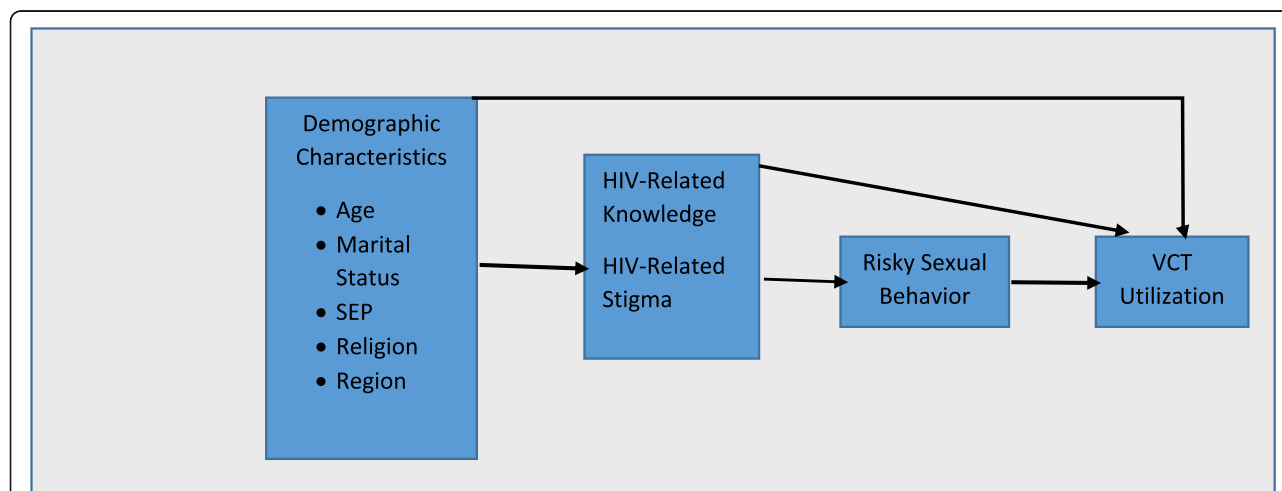 Demographic
Characteristics
• Age
• Marital
Status
• SEP
• Religion
• Region
HIV-Related
Knowledge
HIV-Related
Stigma
Risky Sexual
Behavior
VCT
Utilization